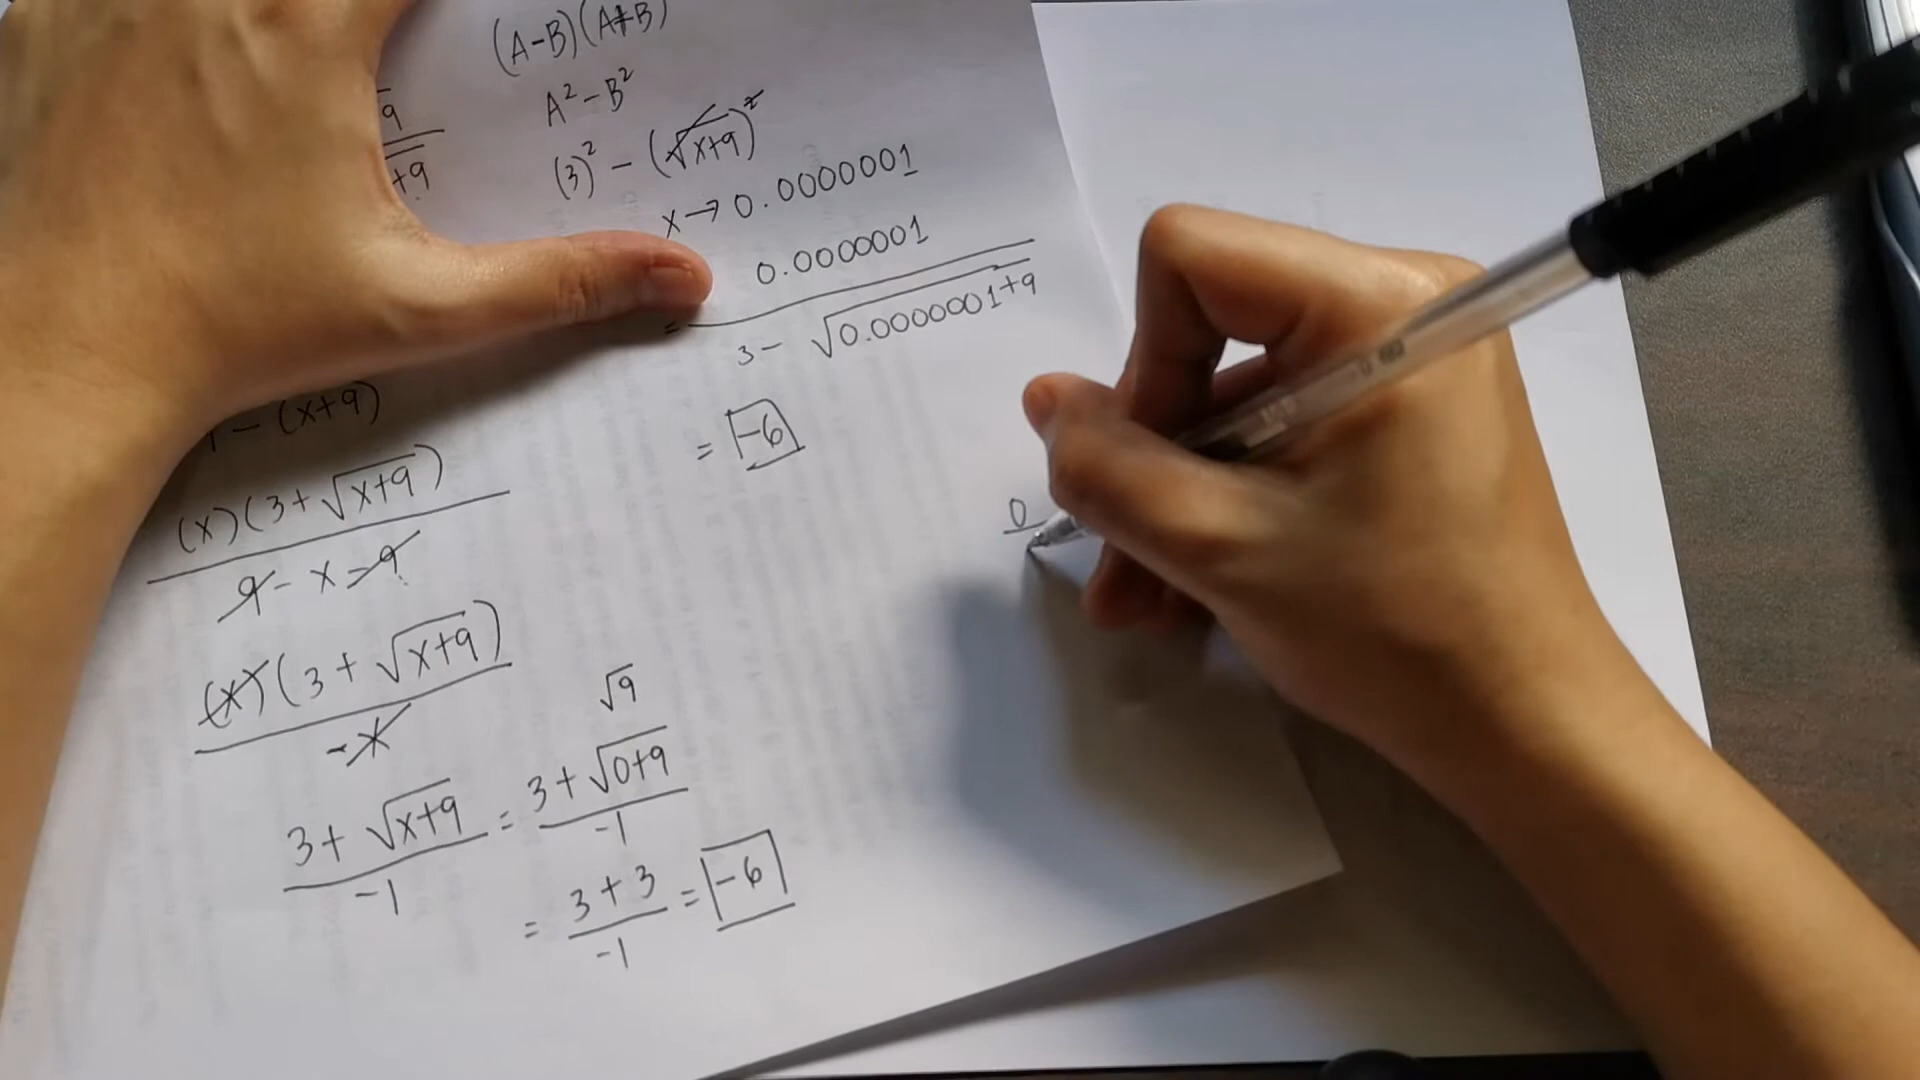 (A-B)(A+B)
A² - B²
(3)² - (√x+9)²
9
+9
x → 0.0000001
0.0000001
= 3 - √0.0000001+9
= -6
- (x+9)
(x)(3+√x+9)
9 - x - 9
(x)(3+√x+9)
-x
√9
3+√x+9 = 3+√0+9
-1 -1
= 3+3 = -6
-1
0